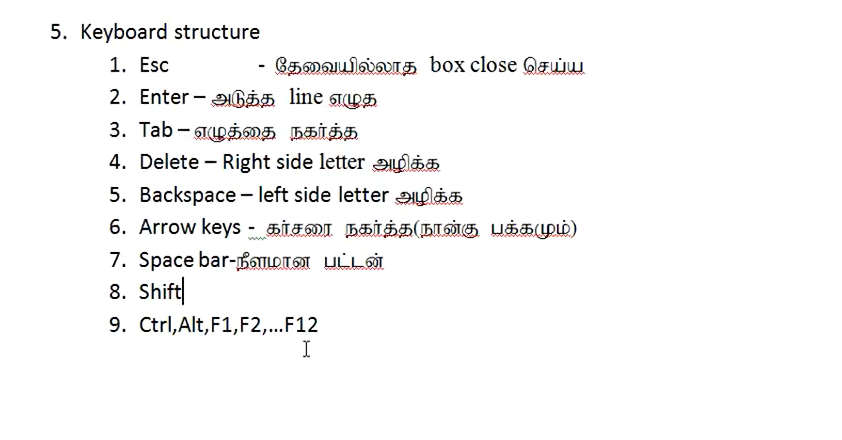 5. Keyboard structure
1. Esc - தேவையில்லாத box close செய்ய
2. Enter – அடுத்த line எழுத
3. Tab – எழுத்தை நகர்த்த
4. Delete – Right side letter அழிக்க
5. Backspace – left side letter அழிக்க
6. Arrow keys - கர்சரை நகர்த்த(நான்கு பக்கமும்)
7. Space bar-நீளமான பட்டன்
8. Shift
9. Ctrl,Alt,F1,F2,...F12